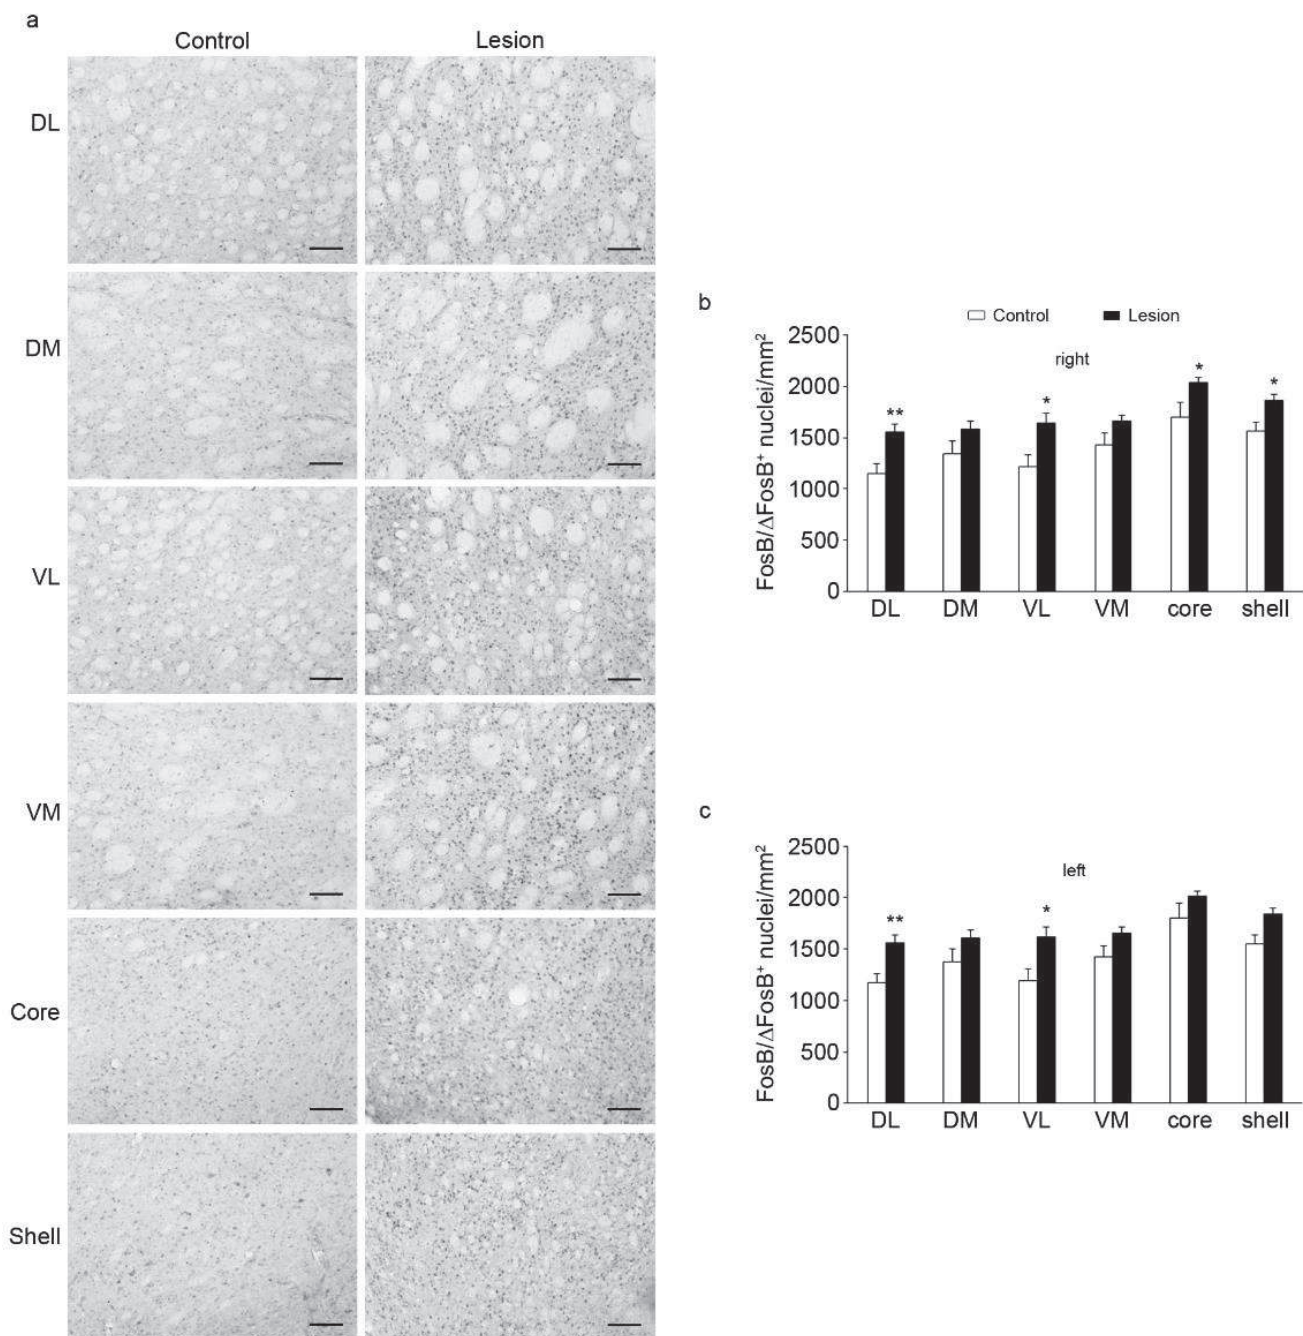 a
Control Lesion
DL
DM
VL
VM
Core
Shell
b
Control Lesion
right
FosB/ΔFosB⁺ nuclei/mm²
2500
2000
1500
1000
500
0
** * * *
DL DM VL VM core shell
c
left
FosB/ΔFosB⁺ nuclei/mm²
2500
2000
1500
1000
500
0
** *
DL DM VL VM core shell